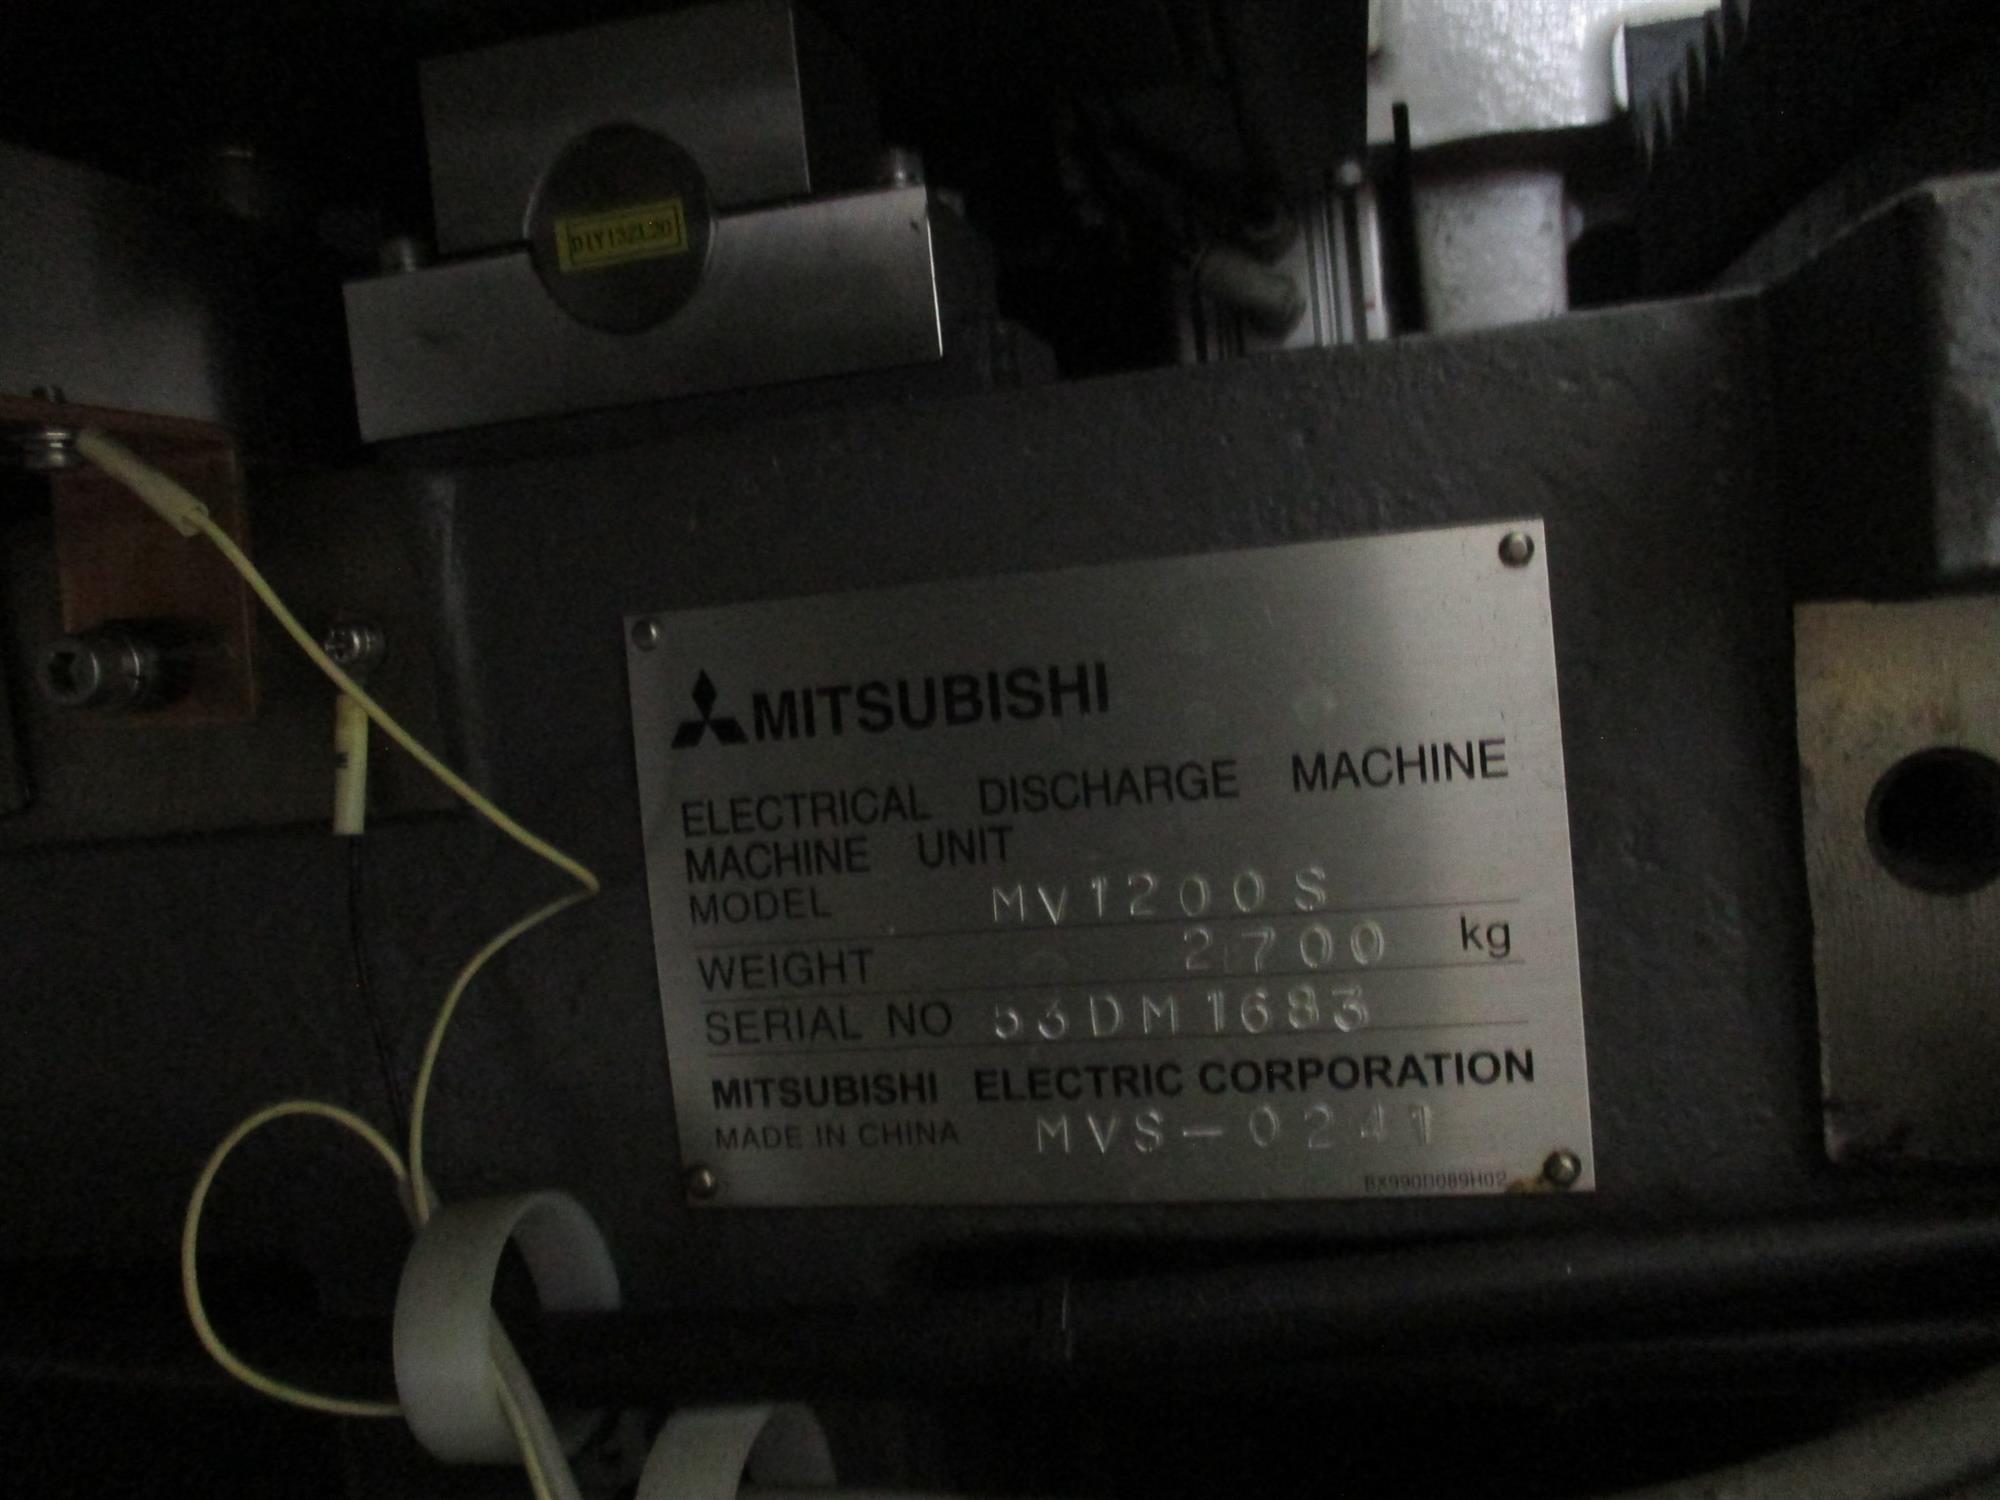 DIY132L20
MITSUBISHI
ELECTRICAL DISCHARGE MACHINE
MACHINE UNIT
MODEL MV1200S
WEIGHT 2700 kg
SERIAL NO 53DM1683
MITSUBISHI ELECTRIC CORPORATION
MADE IN CHINA MVS-0241
BX990D089H02